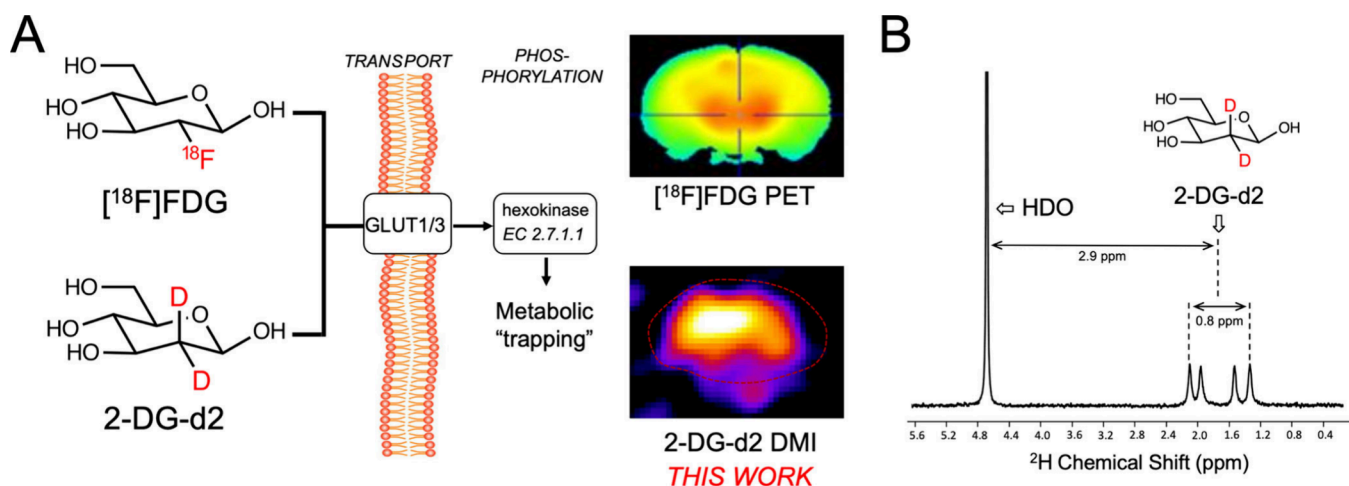 A
HO
HO
HO
O
OH
¹⁸F
[¹⁸F]FDG
HO
HO
HO
D
O
OH
D
2-DG-d2
TRANSPORT
PHOS-
PHORYLATION
GLUT1/3
hexokinase
EC 2.7.1.1
Metabolic
“trapping”
[¹⁸F]FDG PET
2-DG-d2 DMI
THIS WORK
B
HO
HO
HO
D
O
OH
D
2-DG-d2
HDO
2.9 ppm
0.8 ppm
5.6 5.2 4.8 4.4 4.0 3.6 3.2 2.8 2.4 2.0 1.6 1.2 0.8 0.4
²H Chemical Shift (ppm)